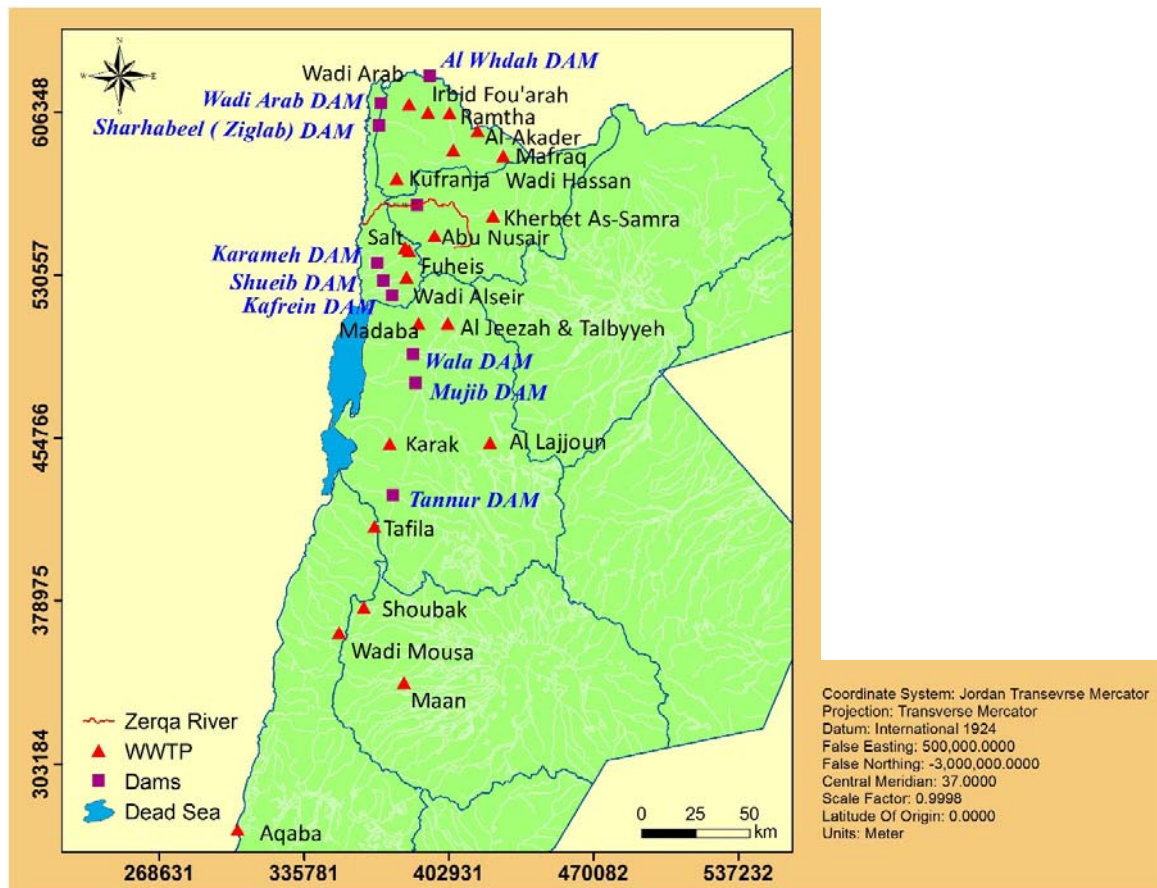 N
W
E
S
Al Whdah DAM
Wadi Arab
Wadi Arab DAM
Irbid Fou'arah
Sharhabeel ( Ziglab) DAM
Ramtha
Al-Akader
Mafraq
Kufranja
Wadi Hassan
Kherbet As-Samra
Salt
Abu Nusair
Karameh DAM
Fuheis
Shueib DAM
Kafrein DAM
Wadi Alseir
Madaba
Al Jeezah & Talbyyeh
Wala DAM
Mujib DAM
Karak
Al Lajjoun
Tannur DAM
Tafila
Shoubak
Wadi Mousa
Maan
Aqaba
606348
530557
454766
378975
303184
Zerqa River
WWTP
Dams
Dead Sea
0 25 50
km
268631 335781 402931 470082 537232
Coordinate System: Jordan Transevrse Mercator
Projection: Transverse Mercator
Datum: International 1924
False Easting: 500,000.0000
False Northing: -3,000,000.0000
Central Meridian: 37.0000
Scale Factor: 0.9998
Latitude Of Origin: 0.0000
Units: Meter